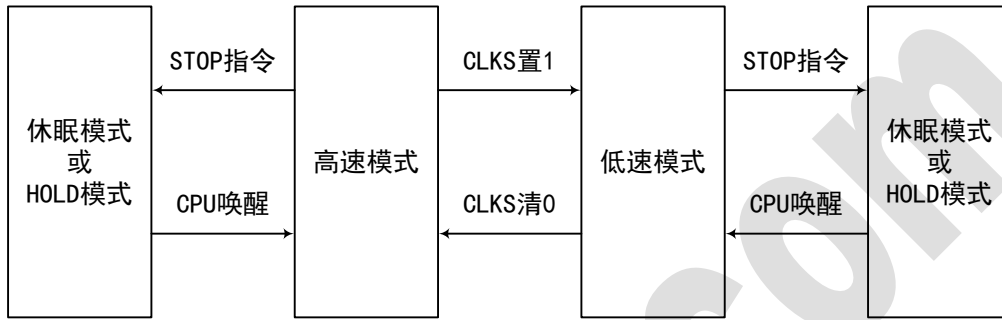 STOP指令
CLKS置1
STOP指令
休眠模式
或
HOLD模式
高速模式
低速模式
休眠模式
或
HOLD模式
CPU唤醒
CLKS清0
CPU唤醒
com